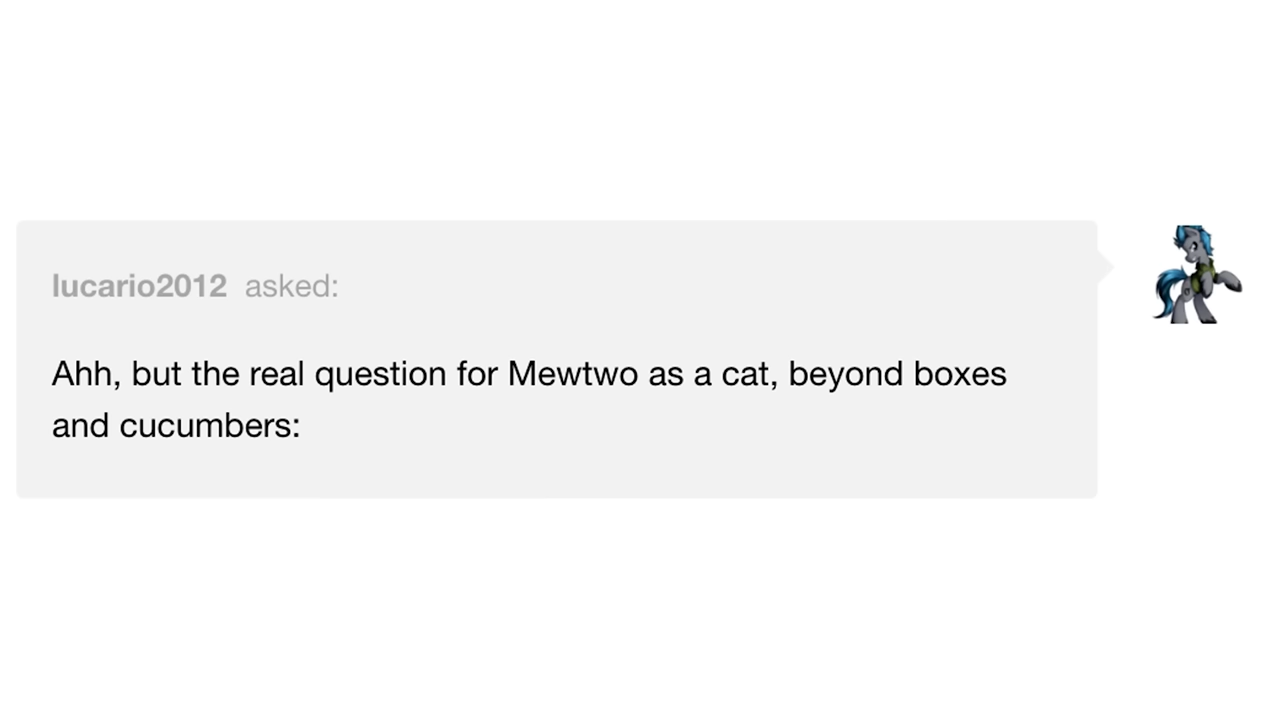 lucario2012 asked:
Ahh, but the real question for Mewtwo as a cat, beyond boxes
and cucumbers: